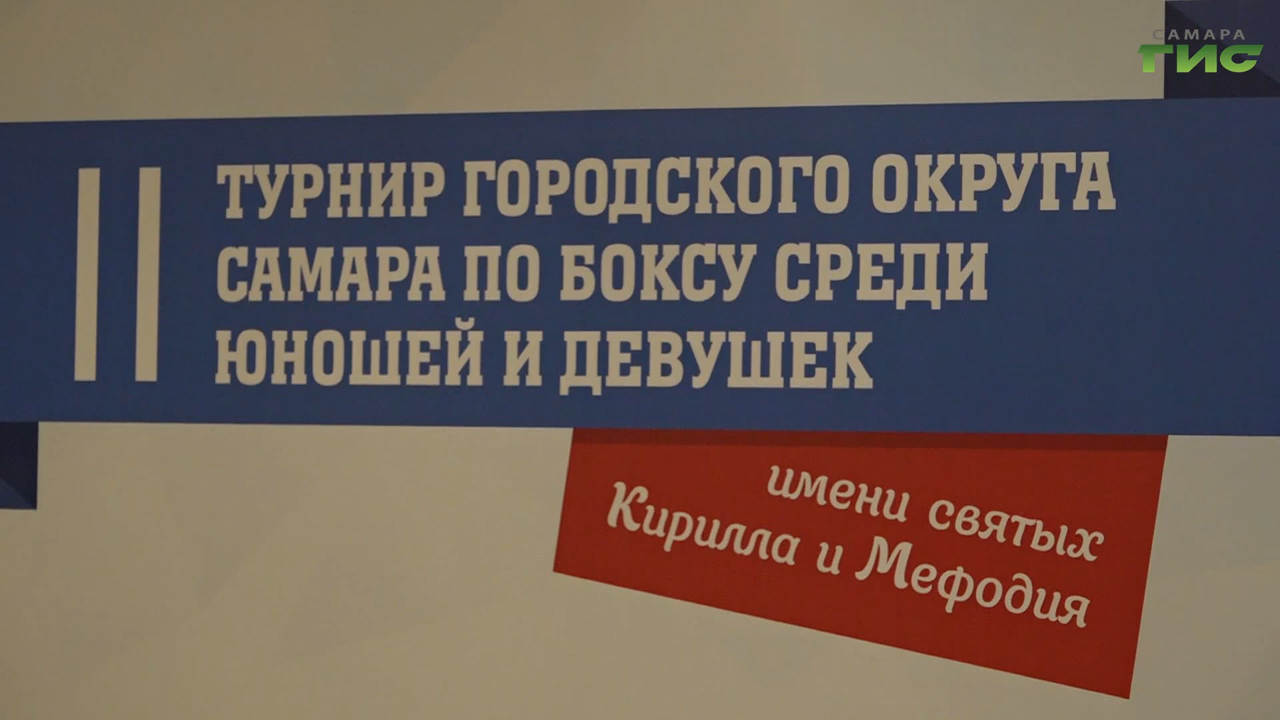 САМАРА
ГИС
II
ТУРНИР ГОРОДСКОГО ОКРУГА
САМАРА ПО БОКСУ СРЕДИ
ЮНОШЕЙ И ДЕВУШЕК
имени святых
Кирилла и Мефодия